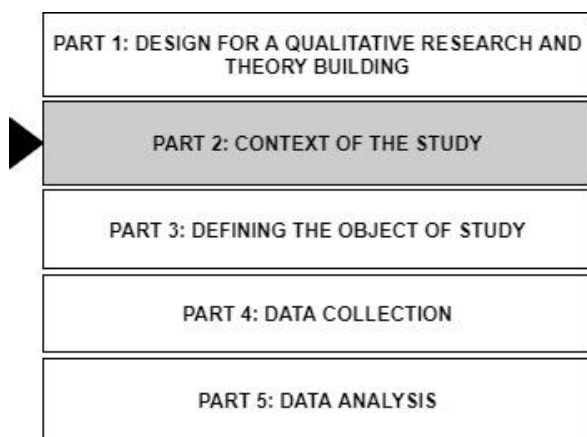 PART 1: DESIGN FOR A QUALITATIVE RESEARCH AND
THEORY BUILDING
PART 2: CONTEXT OF THE STUDY
PART 3: DEFINING THE OBJECT OF STUDY
PART 4: DATA COLLECTION
PART 5: DATA ANALYSIS